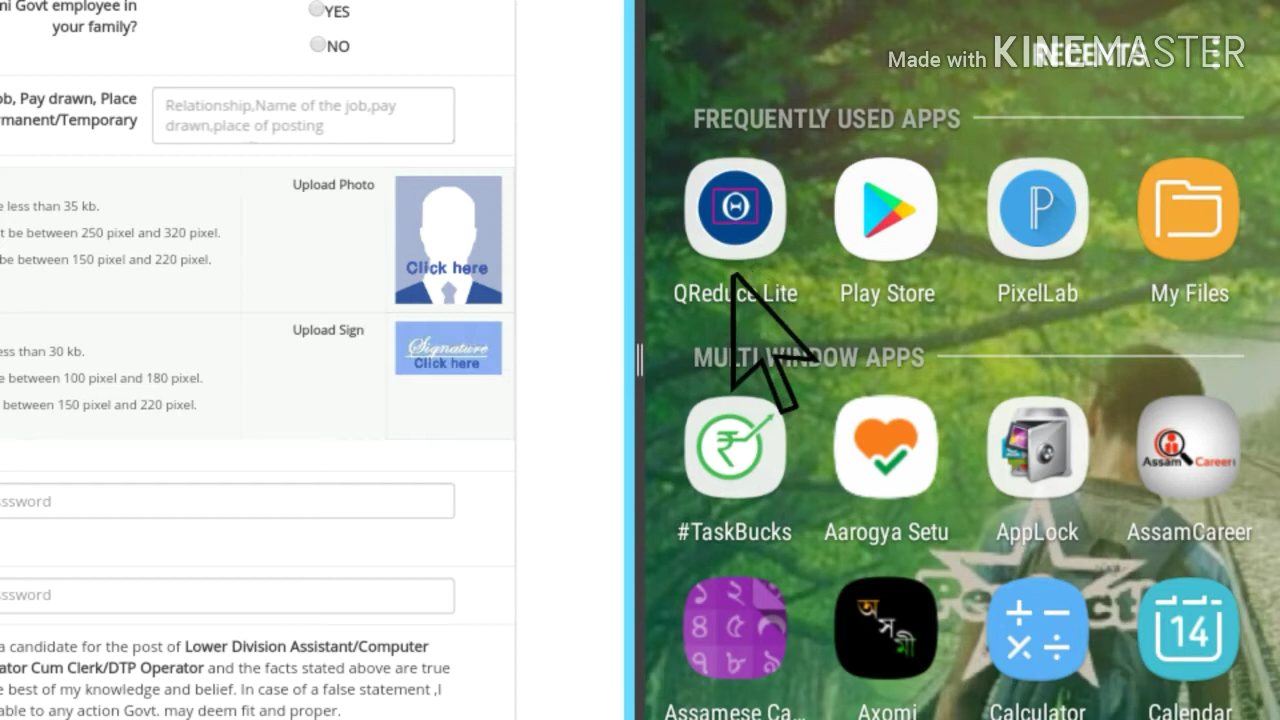 mi Govt employee in
your family?
YES
NO
ob, Pay drawn, Place
rmanent/Temporary
Relationship,Name of the job,pay
drawn,place of posting
Upload Photo
e less than 35 kb.
t be between 250 pixel and 320 pixel.
be between 150 pixel and 220 pixel.
Click here
Upload Sign
ess than 30 kb.
e between 100 pixel and 180 pixel.
between 150 pixel and 220 pixel.
Signature
Click here
ssword
ssword
a candidate for the post of Lower Division Assistant/Computer
ator Cum Clerk/DTP Operator and the facts stated above are true
e best of my knowledge and belief. In case of a false statement ,I
able to any action Govt. may deem fit and proper.
Made with KINEMASTER
RECENTS
FREQUENTLY USED APPS
QReduce Lite
Play Store
PixelLab
My Files
MULTI WINDOW APPS
Assam Career
#TaskBucks
Aarogya Setu
AppLock
AssamCareer
অ
স
মী
14
Assamese Ca...
Axomi
Calculator
Calendar